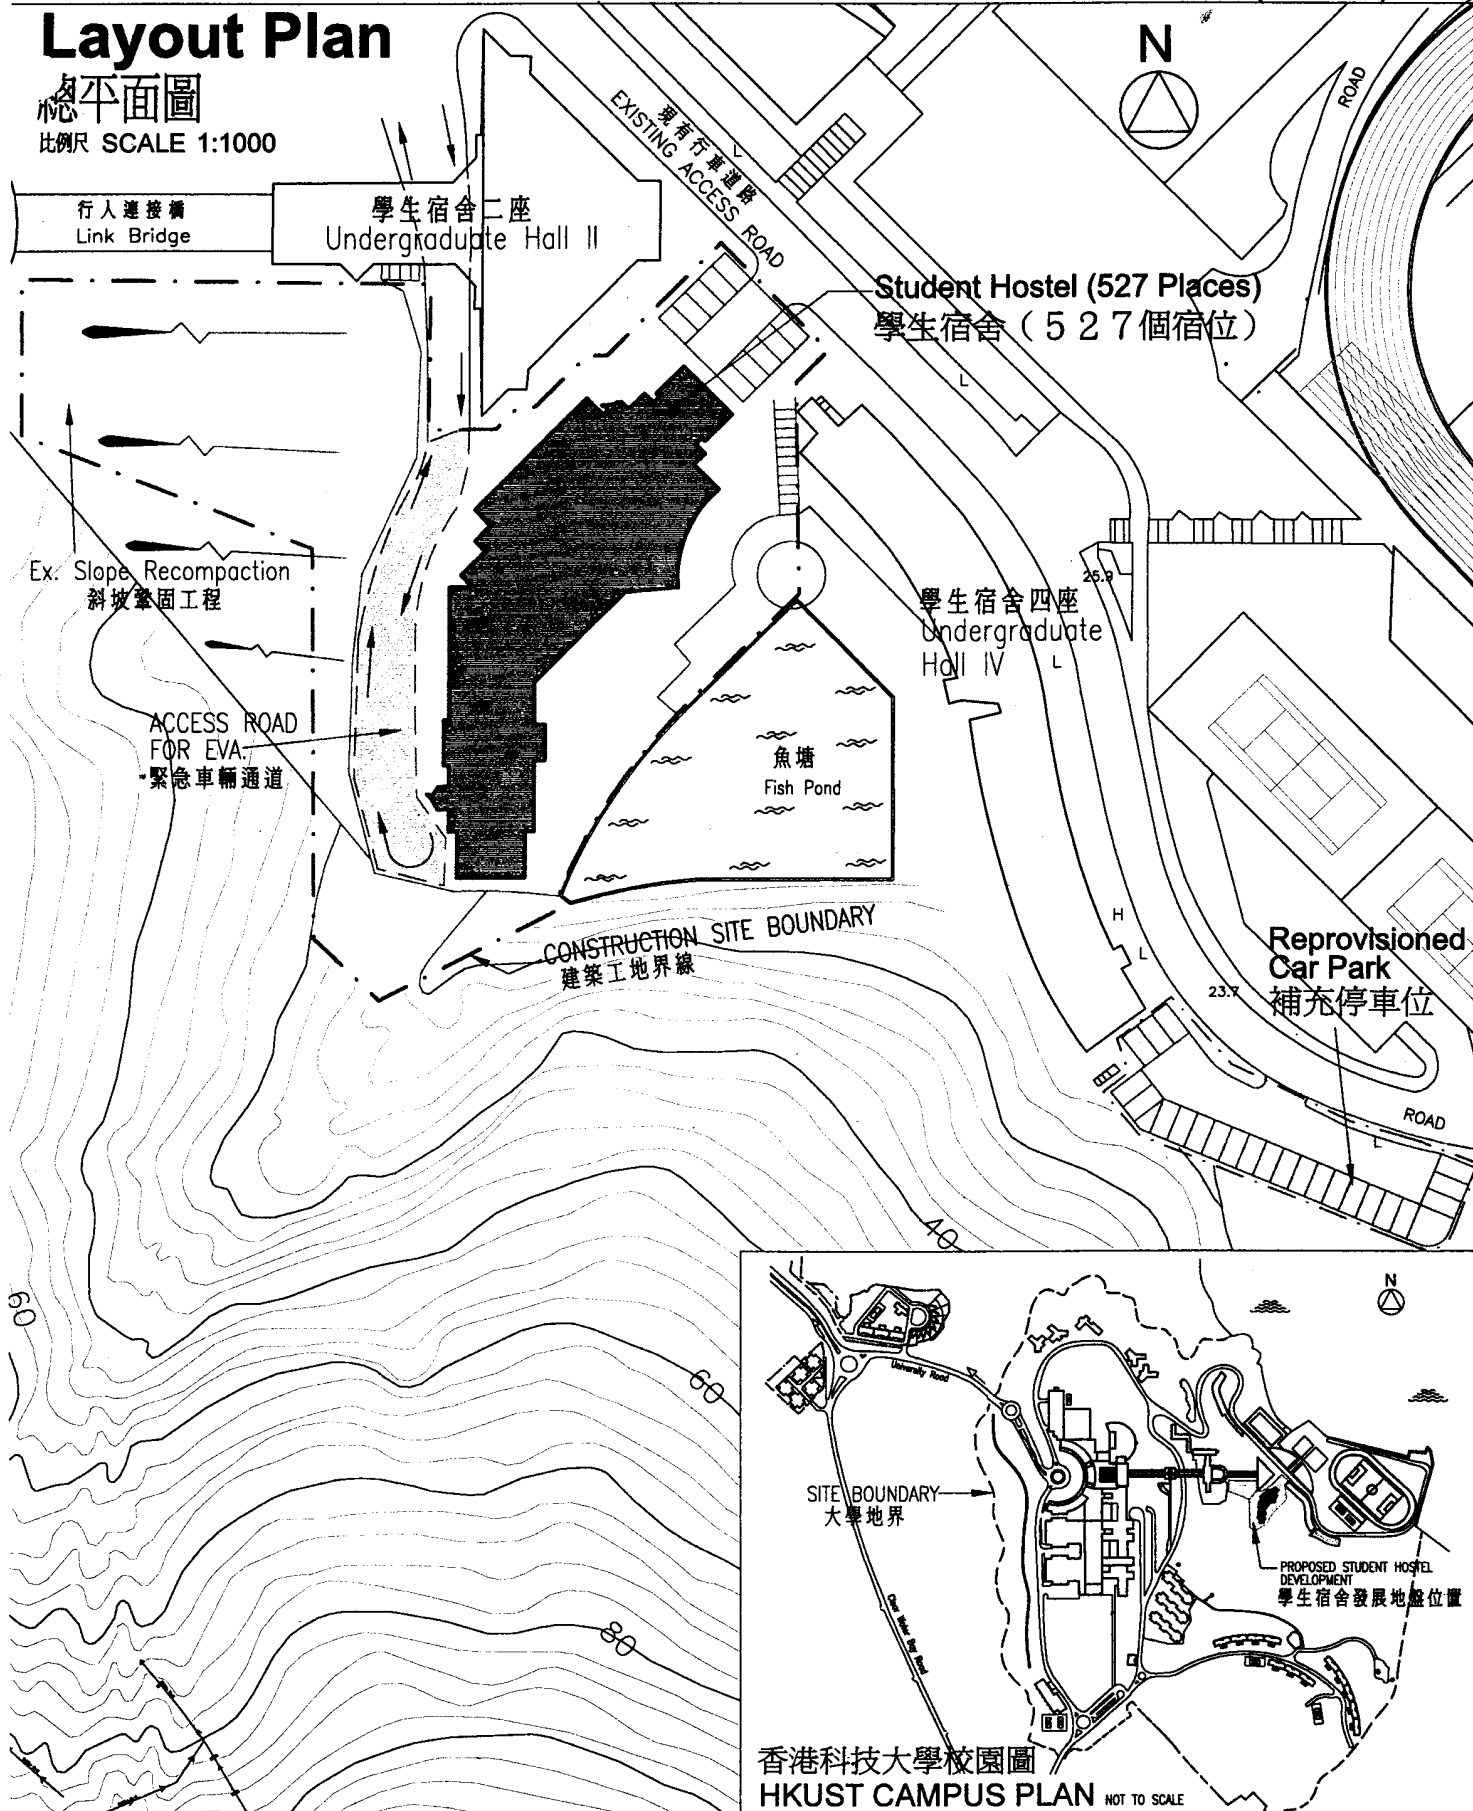 Layout Plan
總平面圖
比例尺 SCALE 1:1000
N
ROAD
現有行車道路
EXISTING ACCESS ROAD
L
行人連接橋
Link Bridge
學生宿舍二座
Undergraduate Hall II
Student Hostel (527 Places)
學生宿舍（５２７個宿位）
L
Ex. Slope Recompaction
斜坡鞏固工程
25.9
學生宿舍四座
Undergraduate
Hall IV
L
ACCESS ROAD
FOR EVA.
緊急車輛通道
魚塘
Fish Pond
H
L
CONSTRUCTION SITE BOUNDARY
建築工地界線
23.7
Reprovisioned
Car Park
補充停車位
ROAD
L
40
60
60
80
N
University Road
SITE BOUNDARY
大學地界
Clear Water Bay Road
PROPOSED STUDENT HOSTEL
DEVELOPMENT
學生宿舍發展地盤位置
香港科技大學校園圖
HKUST CAMPUS PLAN NOT TO SCALE